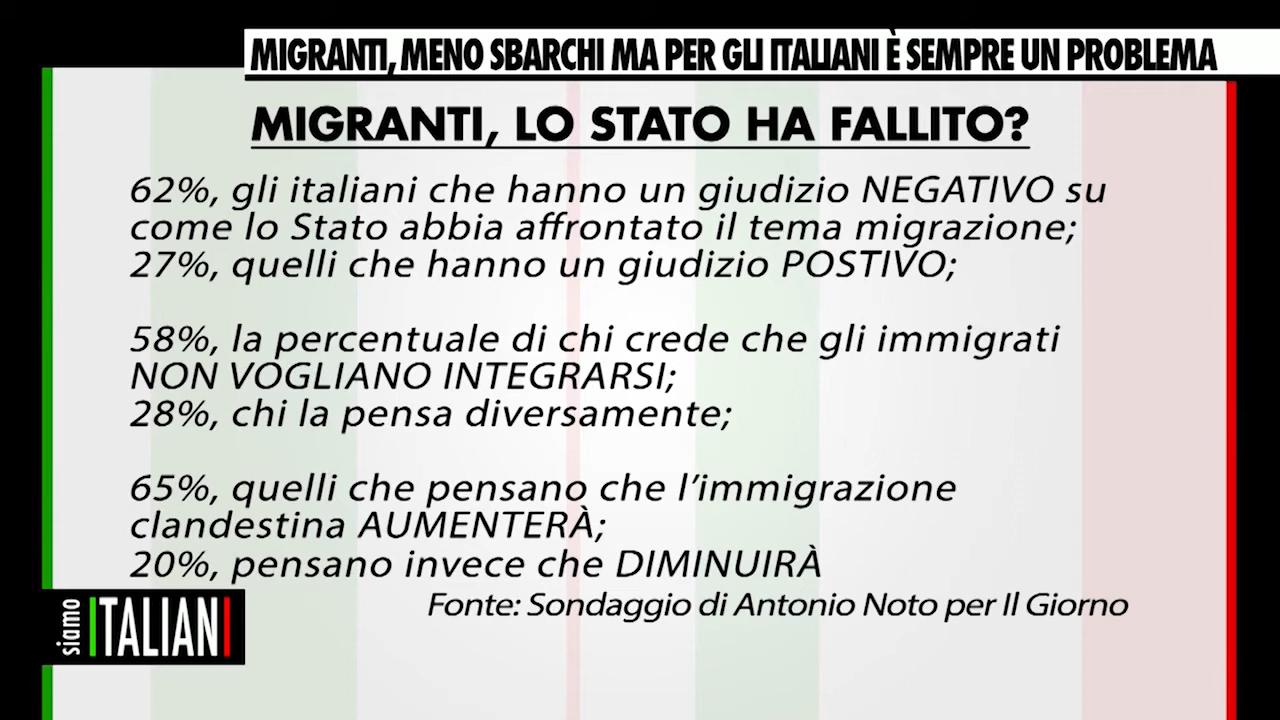 MIGRANTI, MENO SBARCHI MA PER GLI ITALIANI È SEMPRE UN PROBLEMA
MIGRANTI, LO STATO HA FALLITO?
62%, gli italiani che hanno un giudizio NEGATIVO su
come lo Stato abbia affrontato il tema migrazione;
27%, quelli che hanno un giudizio POSTIVO;
58%, la percentuale di chi crede che gli immigrati
NON VOGLIANO INTEGRARSI;
28%, chi la pensa diversamente;
65%, quelli che pensano che l'immigrazione
clandestina AUMENTERÀ;
20%, pensano invece che DIMINUIRÀ
Fonte: Sondaggio di Antonio Noto per Il Giorno
siamo ITALIANI